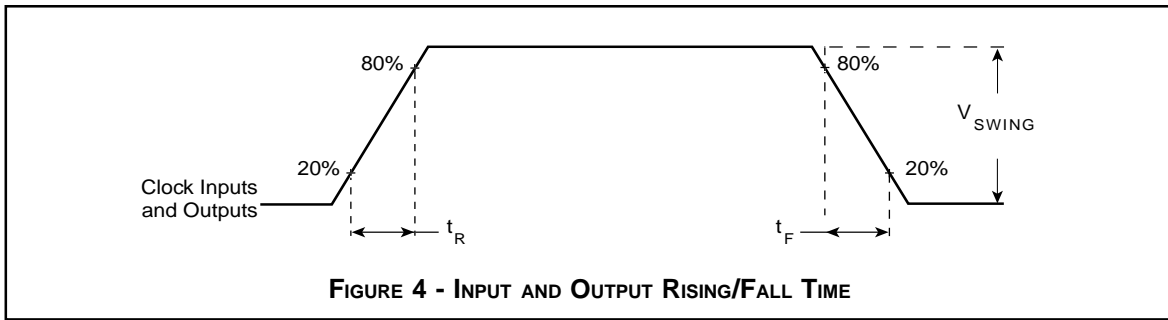 80%
80%
V SWING
20%
20%
Clock Inputs
and Outputs
t R
t F
FIGURE 4 - INPUT AND OUTPUT RISING/FALL TIME